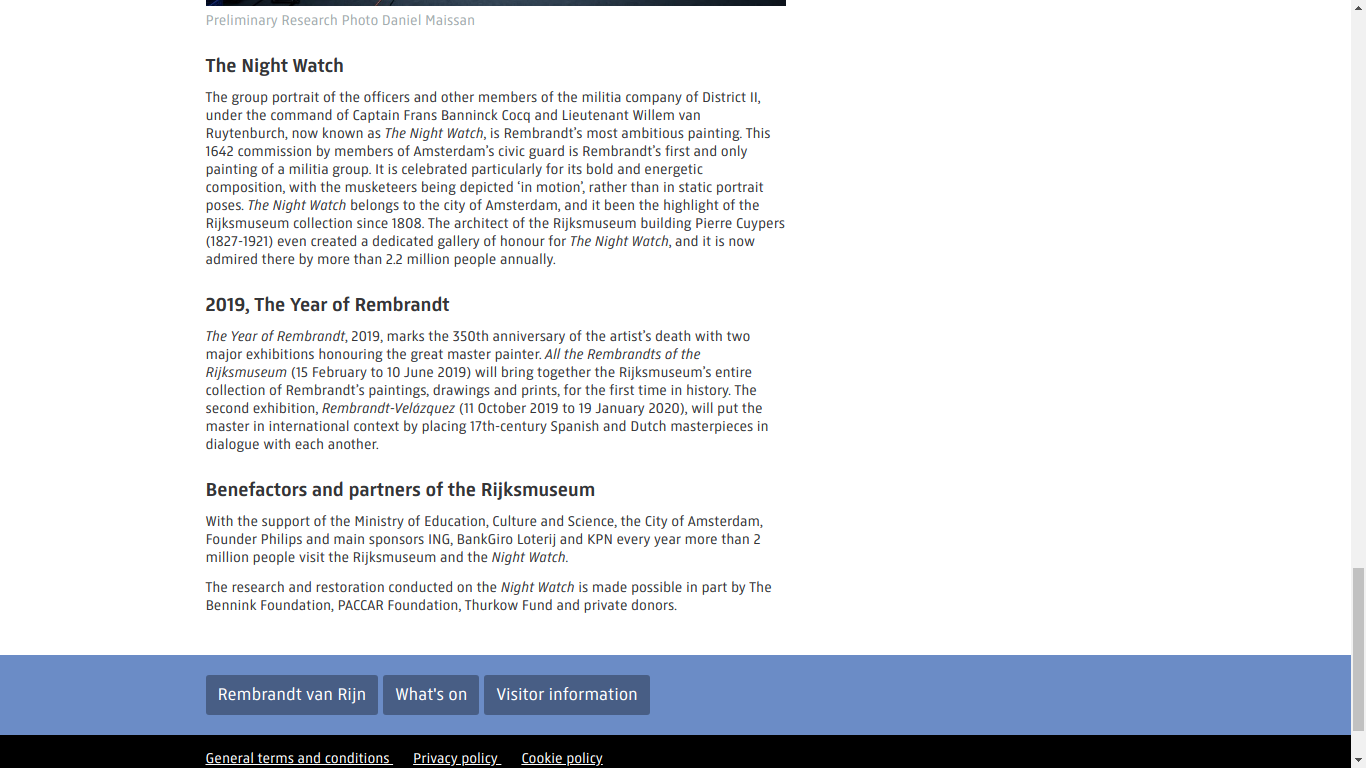 Preliminary Research Photo Daniel Maissan
The Night Watch
The group portrait of the officers and other members of the militia company of District II,
under the command of Captain Frans Banninck Cocq and Lieutenant Willem van
Ruytenburch, now known as The Night Watch, is Rembrandt's most ambitious painting. This
1642 commission by members of Amsterdam's civic guard is Rembrandt's first and only
painting of a militia group. It is celebrated particularly for its bold and energetic
composition, with the musketeers being depicted 'in motion', rather than in static portrait
poses. The Night Watch belongs to the city of Amsterdam, and it been the highlight of the
Rijksmuseum collection since 1808. The architect of the Rijksmuseum building Pierre Cuypers
(1827-1921) even created a dedicated gallery of honour for The Night Watch, and it is now
admired there by more than 2.2 million people annually.
2019, The Year of Rembrandt
The Year of Rembrandt, 2019, marks the 350th anniversary of the artist's death with two
major exhibitions honouring the great master painter. All the Rembrandts of the
Rijksmuseum (15 February to 10 June 2019) will bring together the Rijksmuseum's entire
collection of Rembrandt's paintings, drawings and prints, for the first time in history. The
second exhibition, Rembrandt-Velázquez (11 October 2019 to 19 January 2020), will put the
master in international context by placing 17th-century Spanish and Dutch masterpieces in
dialogue with each another.
Benefactors and partners of the Rijksmuseum
With the support of the Ministry of Education, Culture and Science, the City of Amsterdam,
Founder Philips and main sponsors ING, BankGiro Loterij and KPN every year more than 2
million people visit the Rijksmuseum and the Night Watch.
The research and restoration conducted on the Night Watch is made possible in part by The
Bennink Foundation, PACCAR Foundation, Thurkow Fund and private donors.
Rembrandt van Rijn What's on Visitor information
General terms and conditions Privacy policy Cookie policy